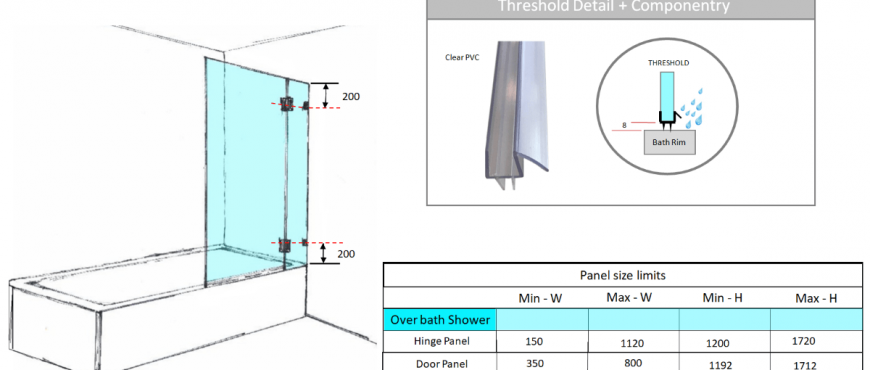 Threshold Detail + Componentry
Clear PVC
THRESHOLD
8
Bath Rim
200
200
Panel size limits
Min - W Max - W Min - H Max - H
Over bath Shower
Hinge Panel 150 1120 1200 1720
Door Panel 350 800 1192 1712